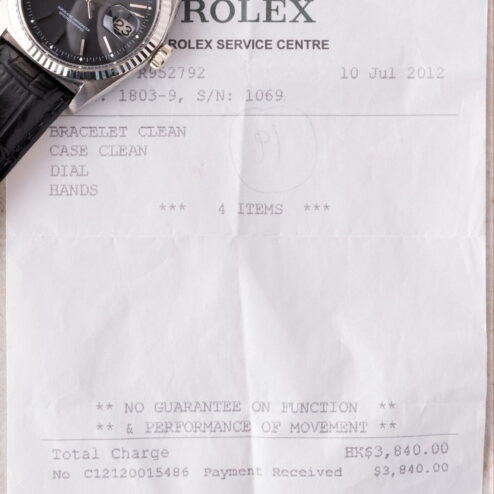 ROLEX
ROLEX SERVICE CENTRE
R952792 10 Jul 2012
1803-9, S/N: 1069
BRACELET CLEAN
CASE CLEAN
DIAL
HANDS
*** 4 ITEMS ***
** NO GUARANTEE ON FUNCTION **
** & PERFORMANCE OF MOVEMENT **
Total Charge HK$3,840.00
No C12120015486 Payment Received $3,840.00
23